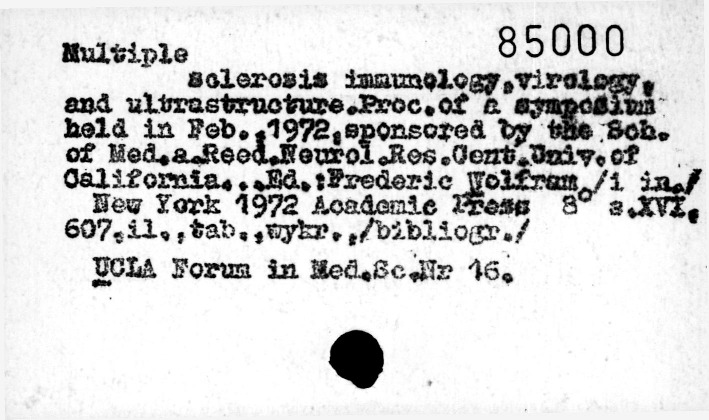 85000
Multiple
sclerosis immunology,virology,
and ultrastructure.Proc.of a symposium
held in Feb.,1972,sponsored by the Sch.
of Med.a.Reed.Neurol.Res.Cent.Univ.of
California...Ed.:Frederic Wolfram /i in./
New York 1972 Academic Press 8° s.XVI,
607,il.,tab.,wykr.,/bibliogr./
UCLA Forum in Med.Sc.Nr 16.